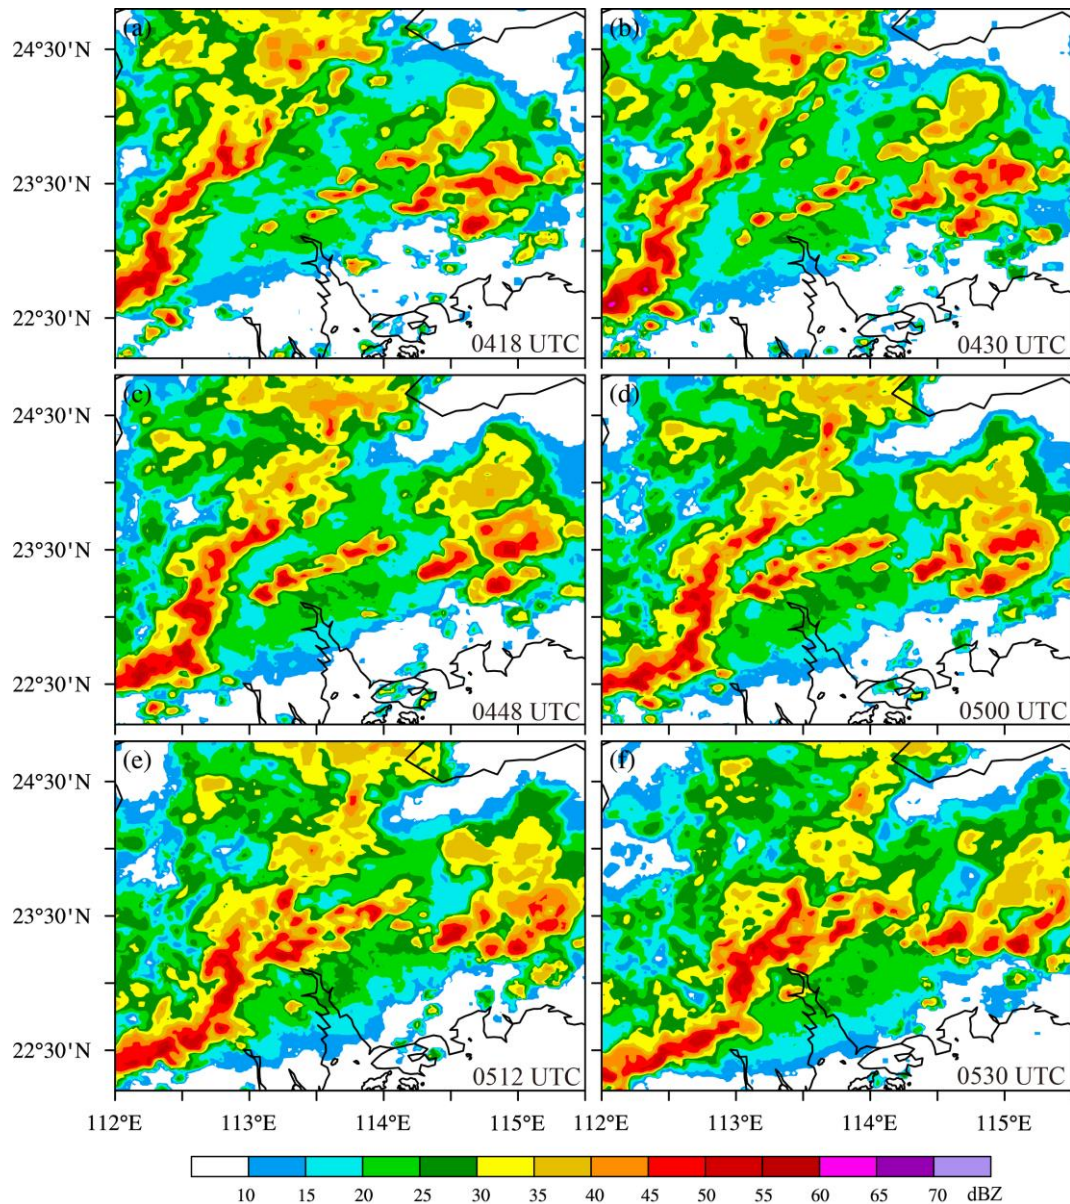 (a)
(b)
24°30'N
23°30'N
22°30'N
0418 UTC
0430 UTC
(c)
(d)
24°30'N
23°30'N
22°30'N
0448 UTC
0500 UTC
(e)
(f)
24°30'N
23°30'N
22°30'N
0512 UTC
0530 UTC
112°E 113°E 114°E 115°E 112°E 113°E 114°E 115°E
10 15 20 25 30 35 40 45 50 55 60 65 70 dBZ